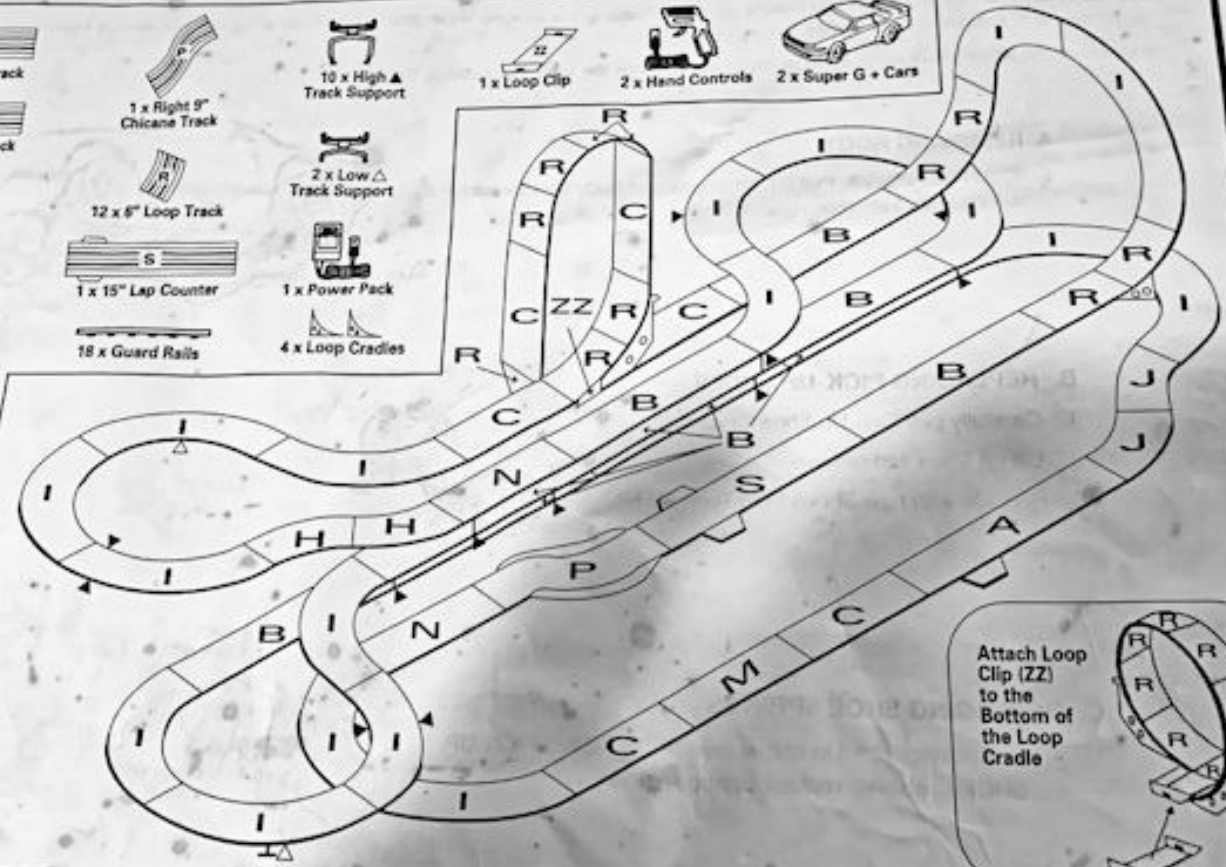 rack
ck
P
1 x Right 9"
Chicane Track
R
12 x 6" Loop Track
S
1 x 15" Lap Counter
18 x Guard Rails
10 x High ▲
Track Support
2 x Low △
Track Support
1 x Power Pack
4 x Loop Cradles
ZZ
1 x Loop Clip
2 x Hand Controls
2 x Super G + Cars
I
I
R
R
R
I
R
R
C
I
I
B
I
R
C
ZZ
R
C
I
B
R
I
R
R
B
J
C
B
I
I
B
J
I
N
S
A
H
H
I
P
B
I
N
C
M
I
I
I
C
I
I
Attach Loop
Clip (ZZ)
to the
Bottom of
the Loop
Cradle
R
R
R
R
R
R